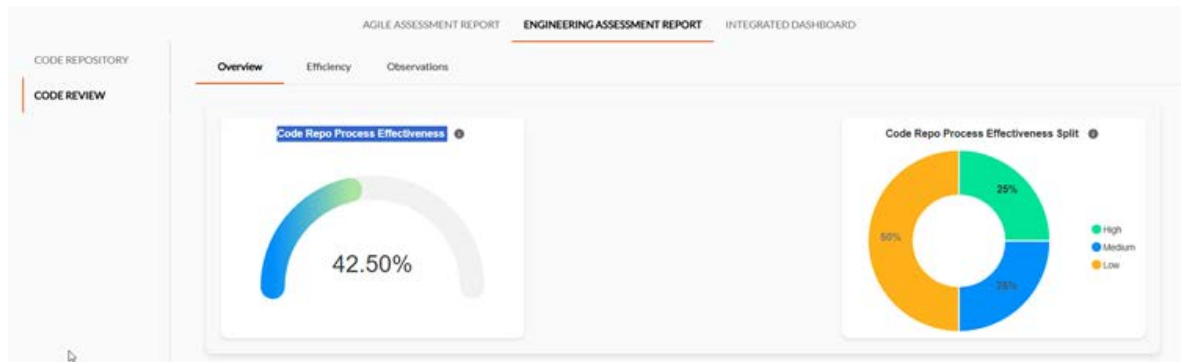 AGILE ASSESSMENT REPORT ENGINEERING ASSESSMENT REPORT INTEGRATED DASHBOARD
CODE REPOSITORY
CODE REVIEW
Overview Efficiency Observations
Code Repo Process Effectiveness
42.50%
Code Repo Process Effectiveness Split
25%
50%
25%
High
Medium
Low